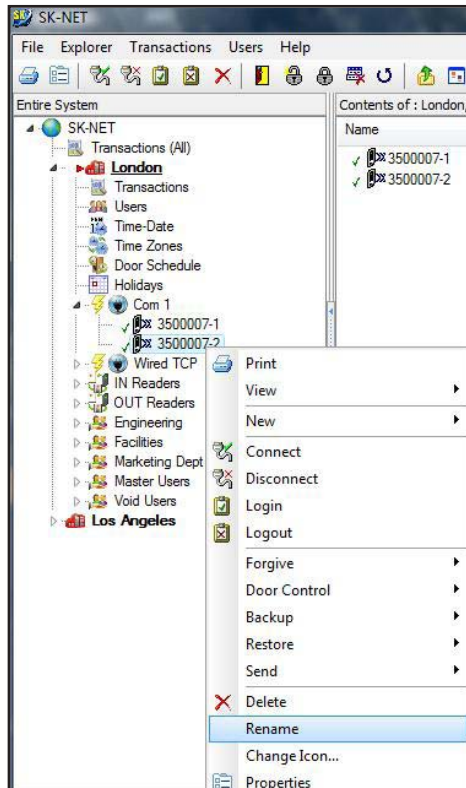 SK-NET
File Explorer Transactions Users Help
Entire System
Contents of : London,
Name
SK-NET
Transactions (All)
London
Transactions
Users
Time-Date
Time Zones
Door Schedule
Holidays
Com 1
3500007-1
3500007-2
Wired TCP
IN Readers
OUT Readers
Engineering
Facilities
Marketing Dept
Master Users
Void Users
Los Angeles
3500007-1
3500007-2
Print
View
New
Connect
Disconnect
Login
Logout
Forgive
Door Control
Backup
Restore
Send
Delete
Rename
Change Icon...
Properties